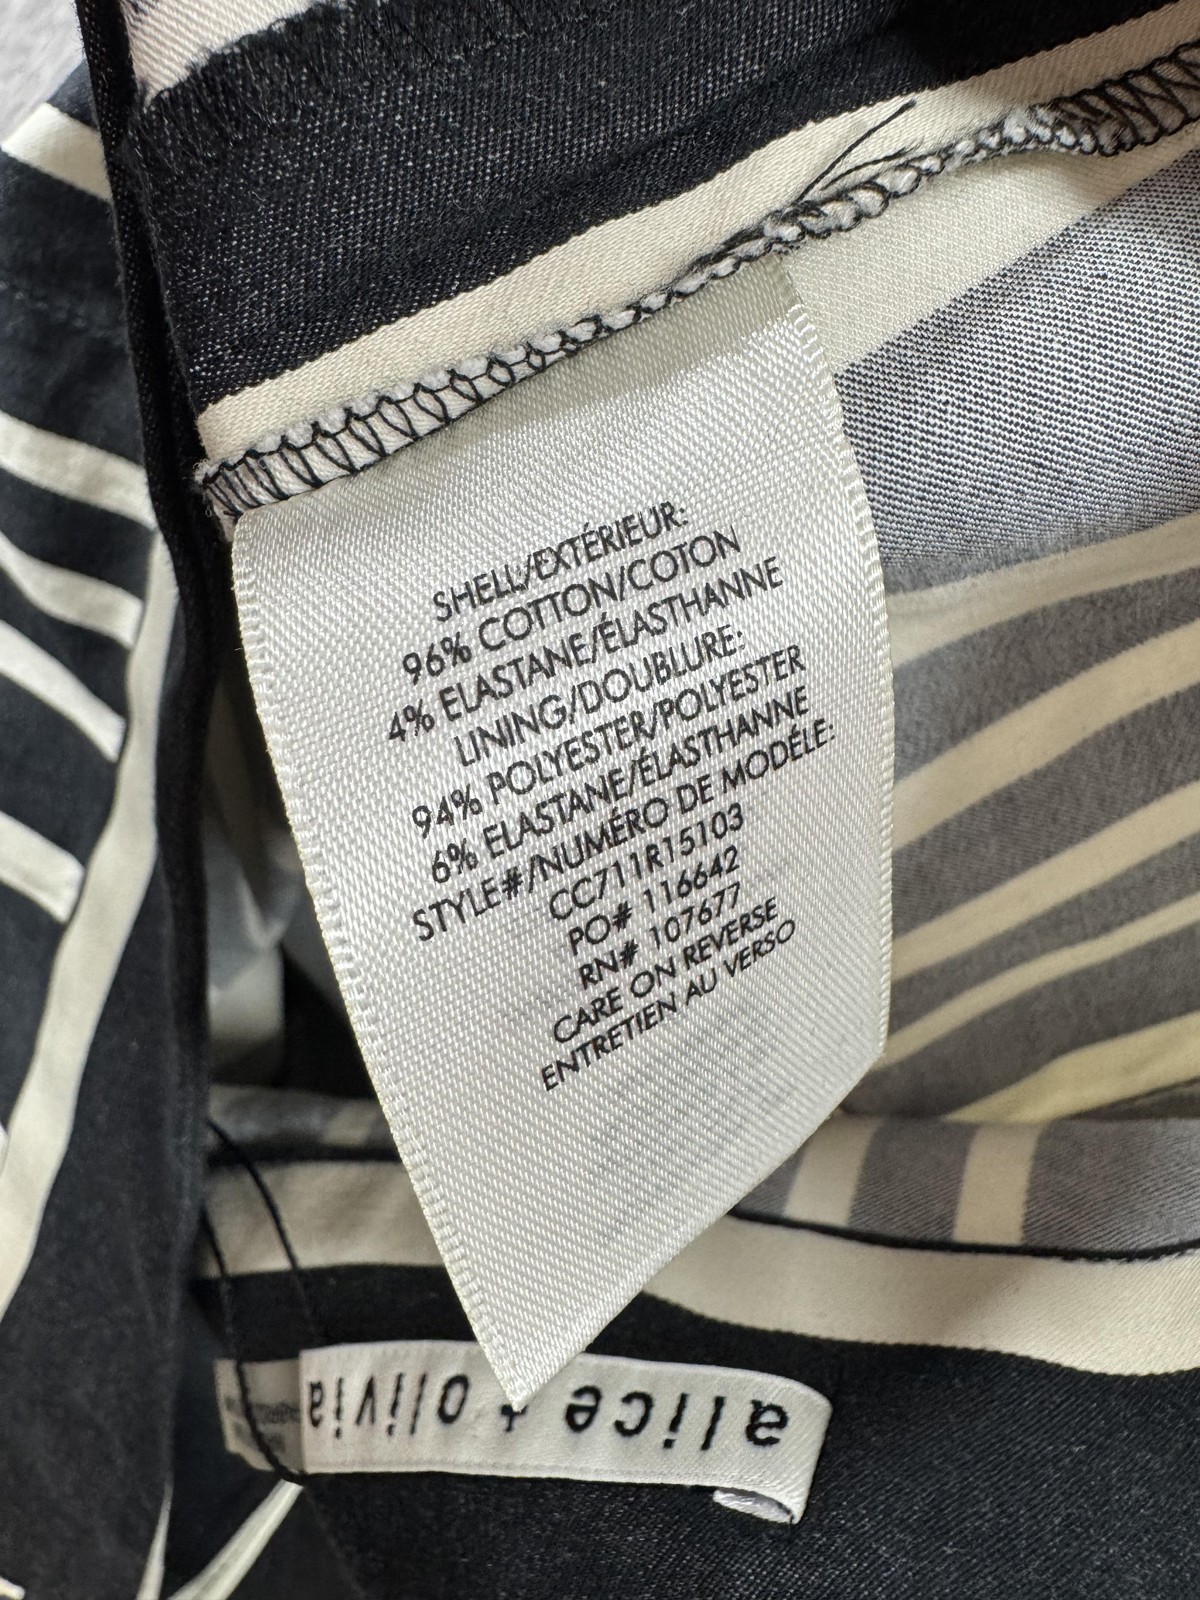 SHELL/EXTÉRIEUR:
96% COTTON/COTON
4% ELASTANE/ÉLASTHANNE
LINING/DOUBLURE:
94% POLYESTER/POLYESTER
6% ELASTANE/ÉLASTHANNE
STYLE#/NUMÉRO DE MODÉLE:
CC711R15103
PO# 116642
RN# 107677
CARE ON REVERSE
ENTRETIEN AU VERSO
alice + olivia